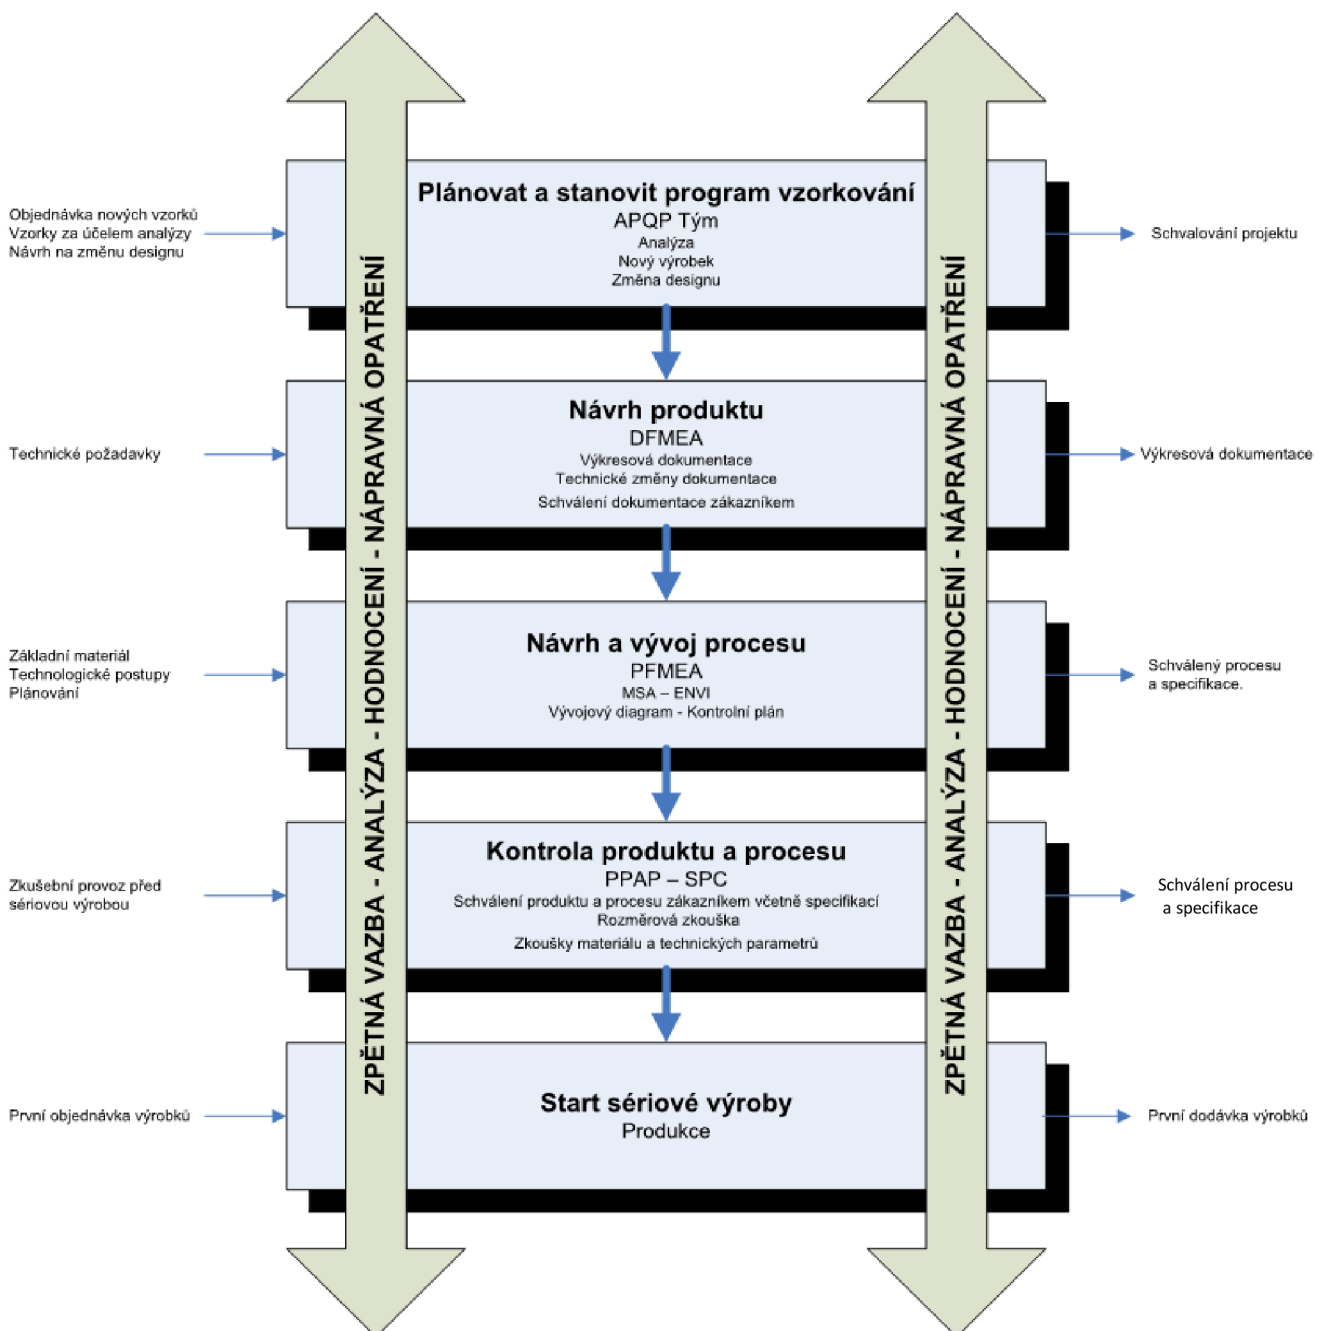 Plánovat a stanovit program vzorkování
APQP Tým
Analýza
Nový výrobek
Změna designu
Objednávka nových vzorků
Vzorky za účelem analýzy
Návrh na změnu designu
Schvalování projektu
Návrh produktu
DFMEA
Výkresová dokumentace
Technické změny dokumentace
Schválení dokumentace zákazníkem
Technické požadavky
Výkresová dokumentace
Návrh a vývoj procesu
PFMEA
MSA – ENVI
Vývojový diagram - Kontrolní plán
Základní materiál
Technologické postupy
Plánování
Schválený procesu
a specifikace.
Kontrola produktu a procesu
PPAP – SPC
Schválení produktu a procesu zákazníkem včetně specifikací
Rozměrová zkouška
Zkoušky materiálu a technických parametrů
Zkušební provoz před
sériovou výrobou
Schválení procesu
a specifikace
Start sériové výroby
Produkce
První objednávka výrobků
První dodávka výrobků
ZPĚTNÁ VAZBA - ANALÝZA - HODNOCENÍ - NÁPRAVNÁ OPATŘENÍ
ZPĚTNÁ VAZBA - ANALÝZA - HODNOCENÍ - NÁPRAVNÁ OPATŘENÍ